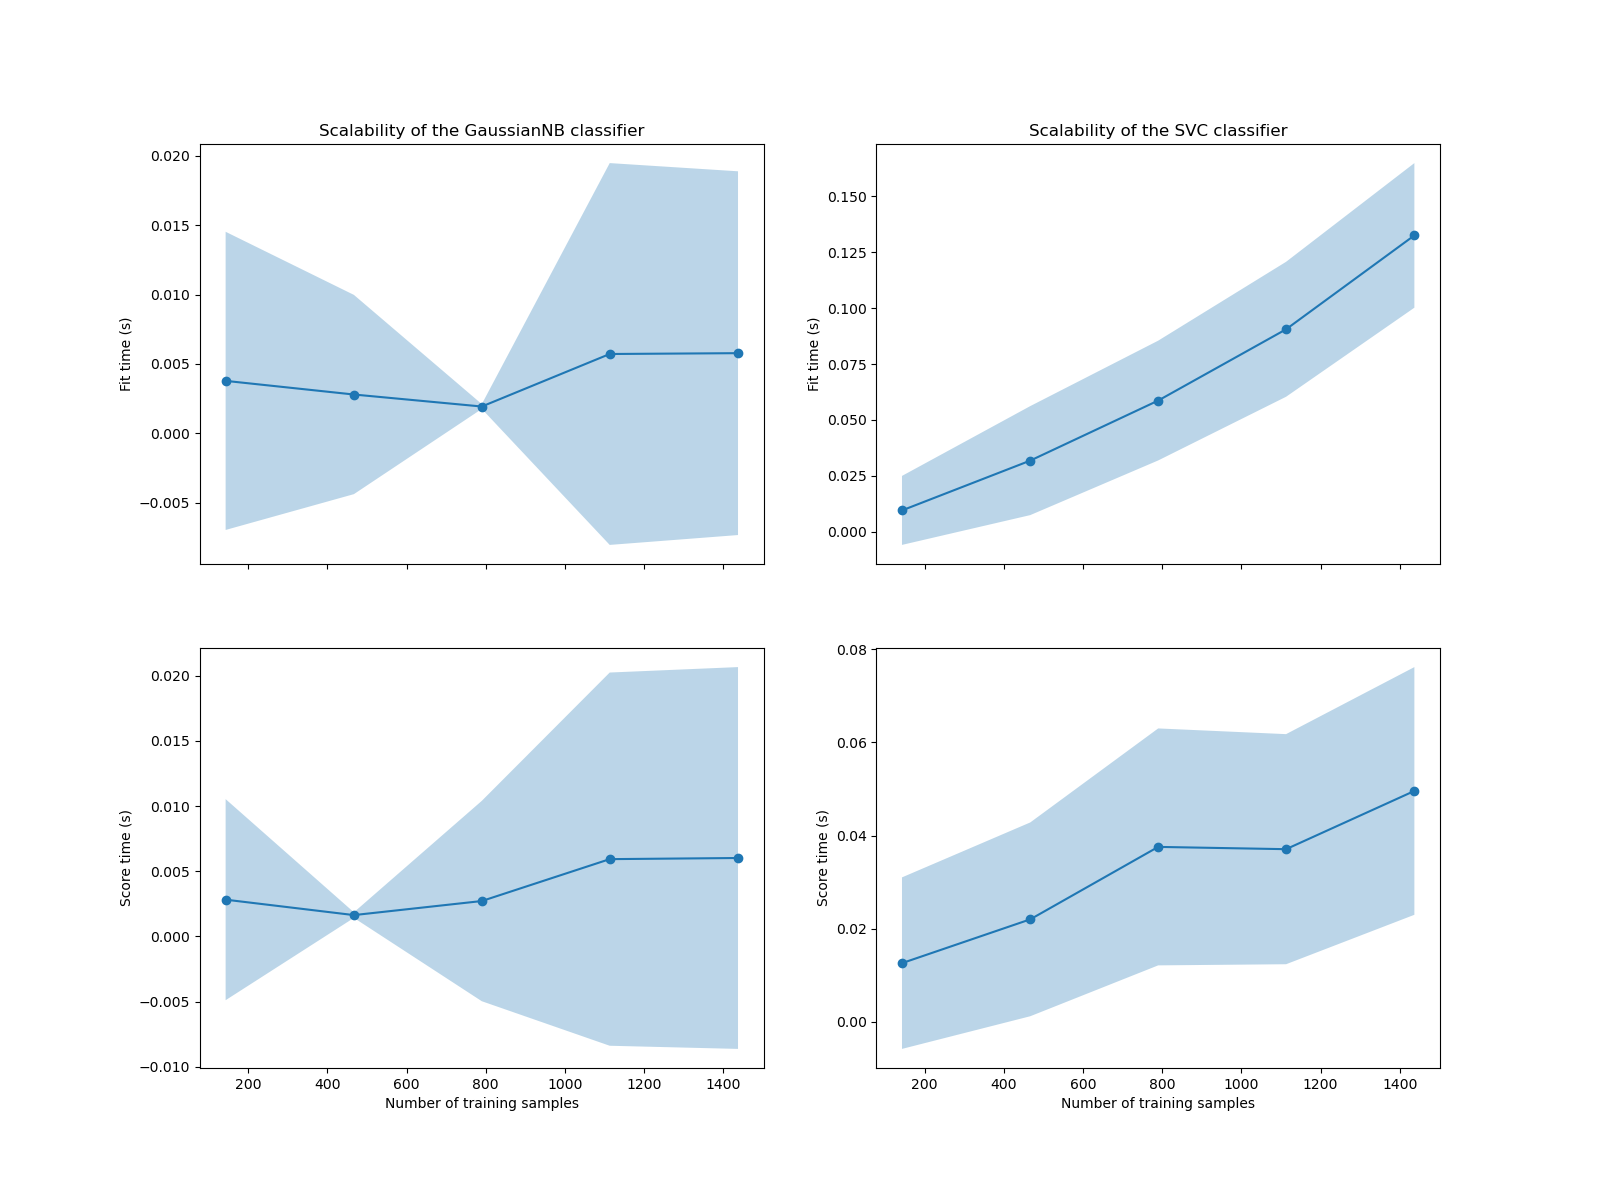 Scalability of the GaussianNB classifier
Scalability of the SVC classifier
0.020
0.015
0.010
0.005
0.000
−0.005
Fit time (s)
0.150
0.125
0.100
0.075
0.050
0.025
0.000
Fit time (s)
0.020
0.015
0.010
0.005
0.000
−0.005
−0.010
Score time (s)
200 400 600 800 1000 1200 1400
Number of training samples
0.08
0.06
0.04
0.02
0.00
Score time (s)
200 400 600 800 1000 1200 1400
Number of training samples